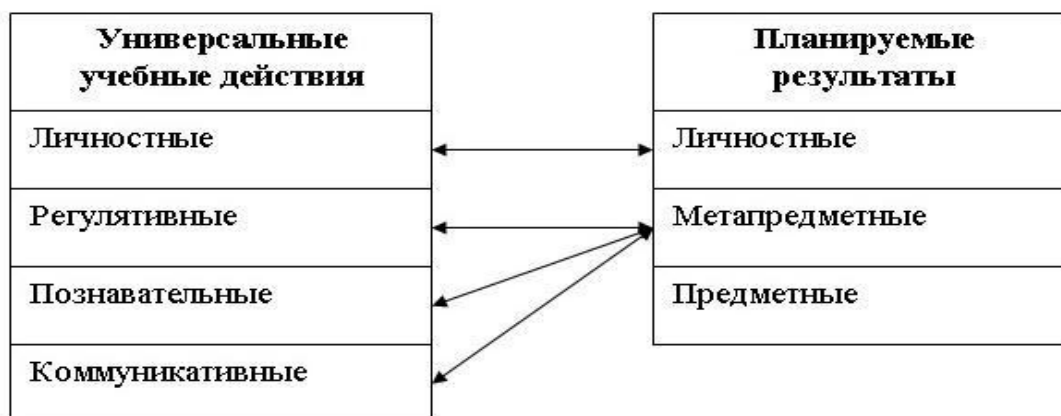 Универсальные
учебные действия
Личностные
Регулятивные
Познавательные
Коммуникативные
Планируемые
результаты
Личностные
Метапредметные
Предметные